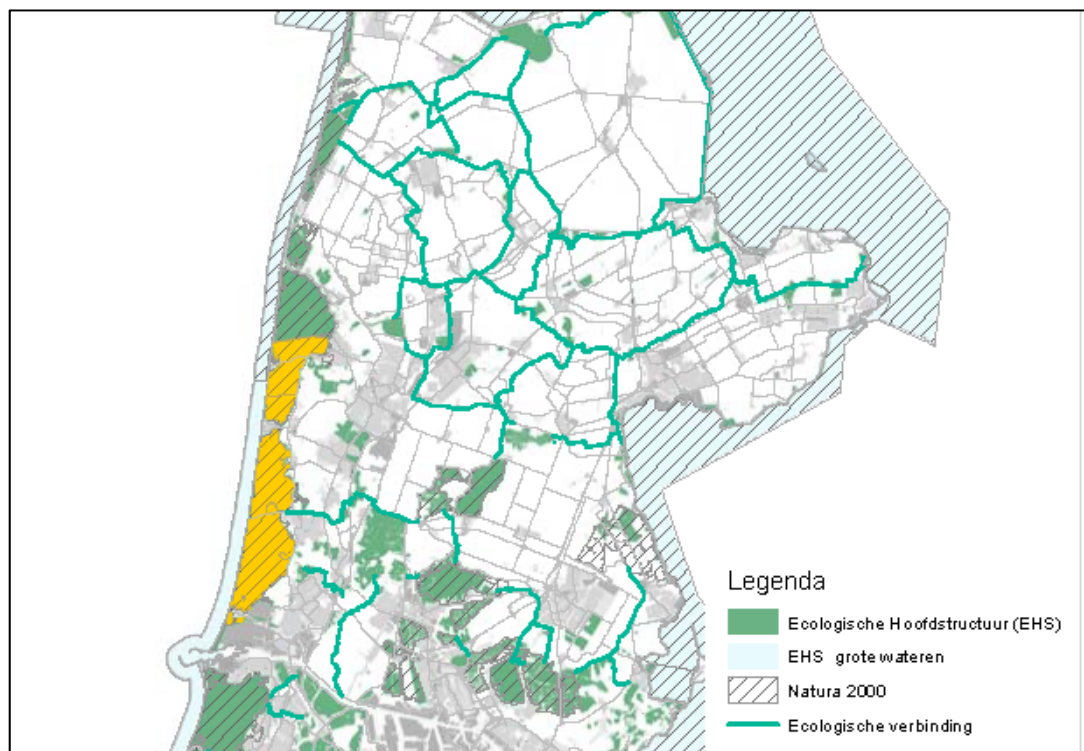 Legenda
Ecologische Hoofdstructuur (EHS)
EHS grote wateren
Natura 2000
Ecologische verbinding